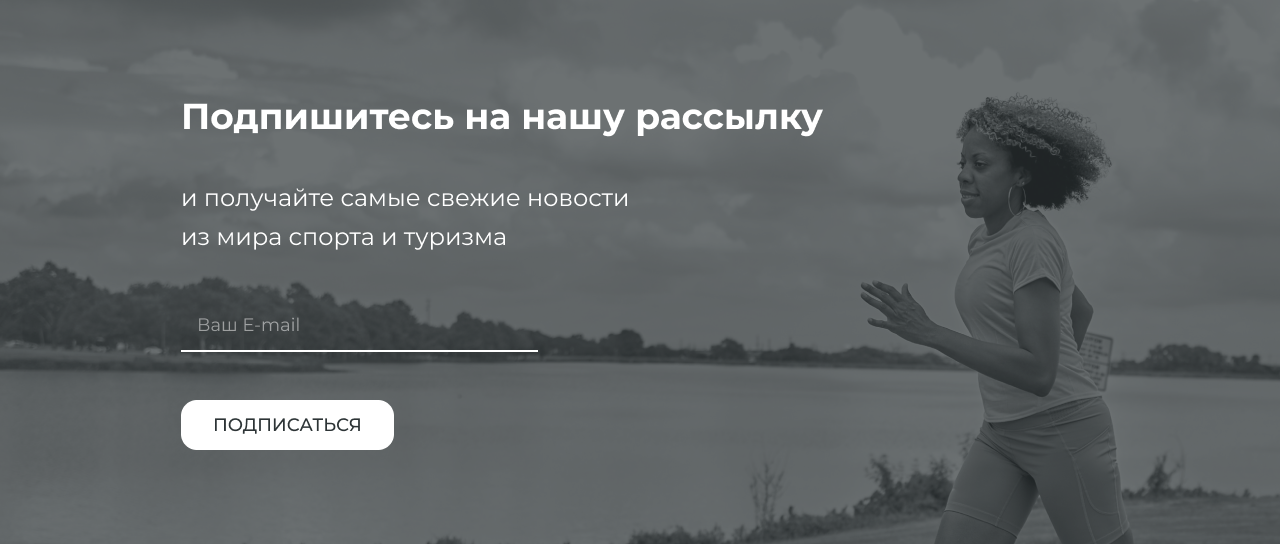 Подпишитесь на нашу рассылку
и получайте самые свежие новости
из мира спорта и туризма
Ваш E-mail
ПОДПИСАТЬСЯ